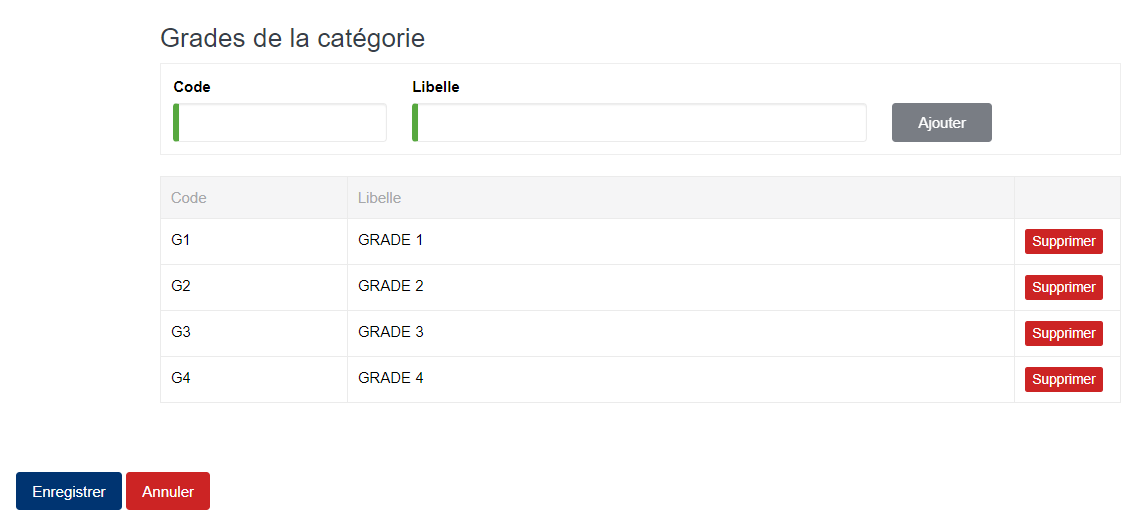 Grades de la catégorie
Code Libelle
Ajouter
Code Libelle
G1 GRADE 1 Supprimer
G2 GRADE 2 Supprimer
G3 GRADE 3 Supprimer
G4 GRADE 4 Supprimer
Enregistrer Annuler